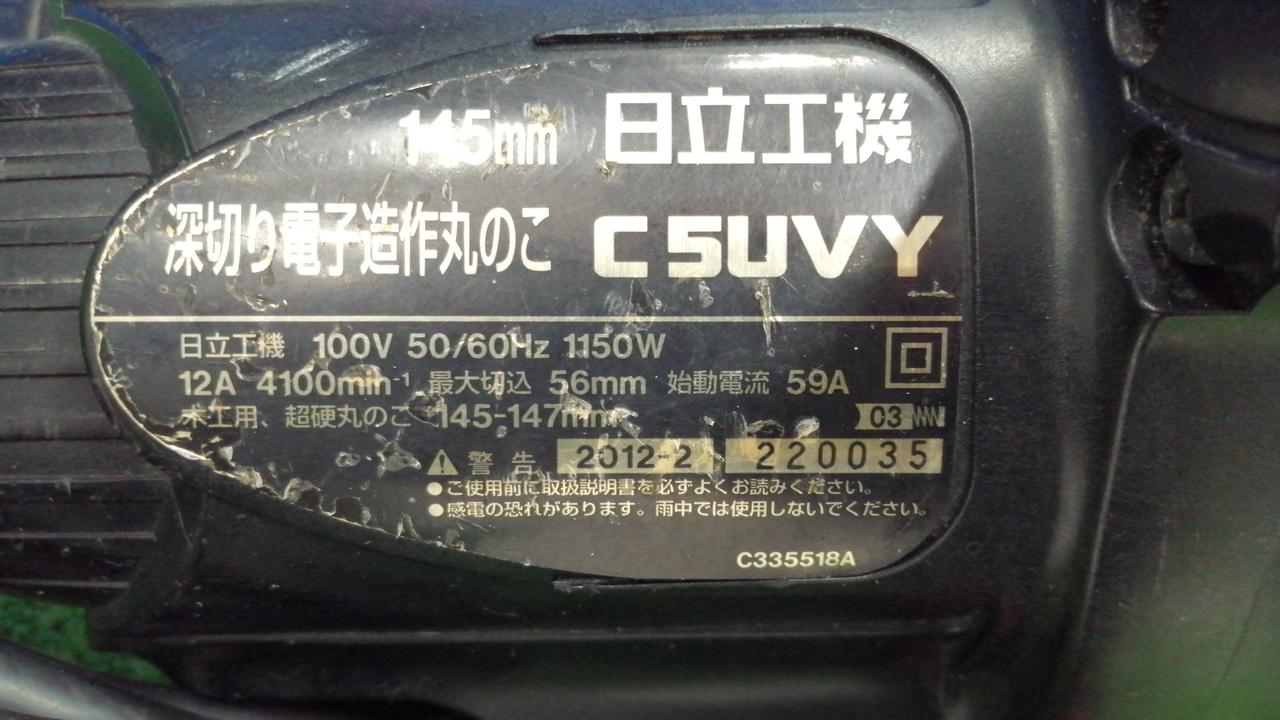 145mm 日立工機
深切り電子造作丸のこ C5UVY
日立工機 100V 50/60Hz 1150W
12A 4100min⁻¹ 最大切込 56mm 始動電流 59A
木工用、超硬丸のこ 145-147mm
03
警告 2012-2 220035
●ご使用前に取扱説明書を必ずよくお読みください。
●感電の恐れがあります。雨中では使用しないでください。
C335518A